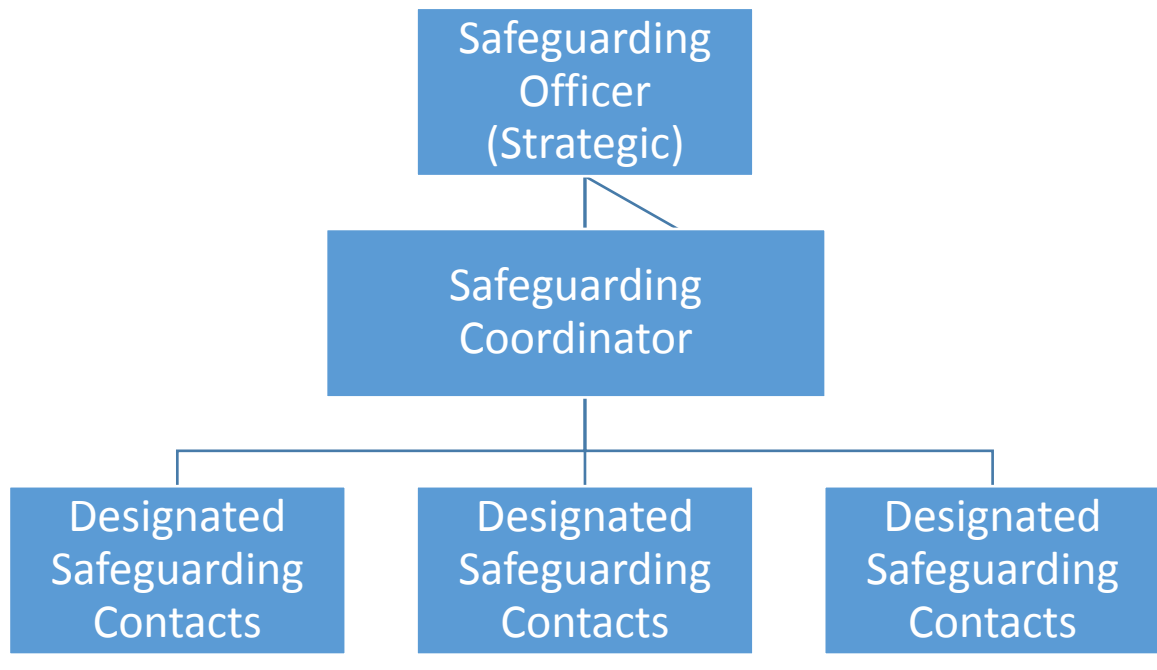 Safeguarding
Officer
(Strategic)
Safeguarding
Coordinator
Designated
Safeguarding
Contacts
Designated
Safeguarding
Contacts
Designated
Safeguarding
Contacts